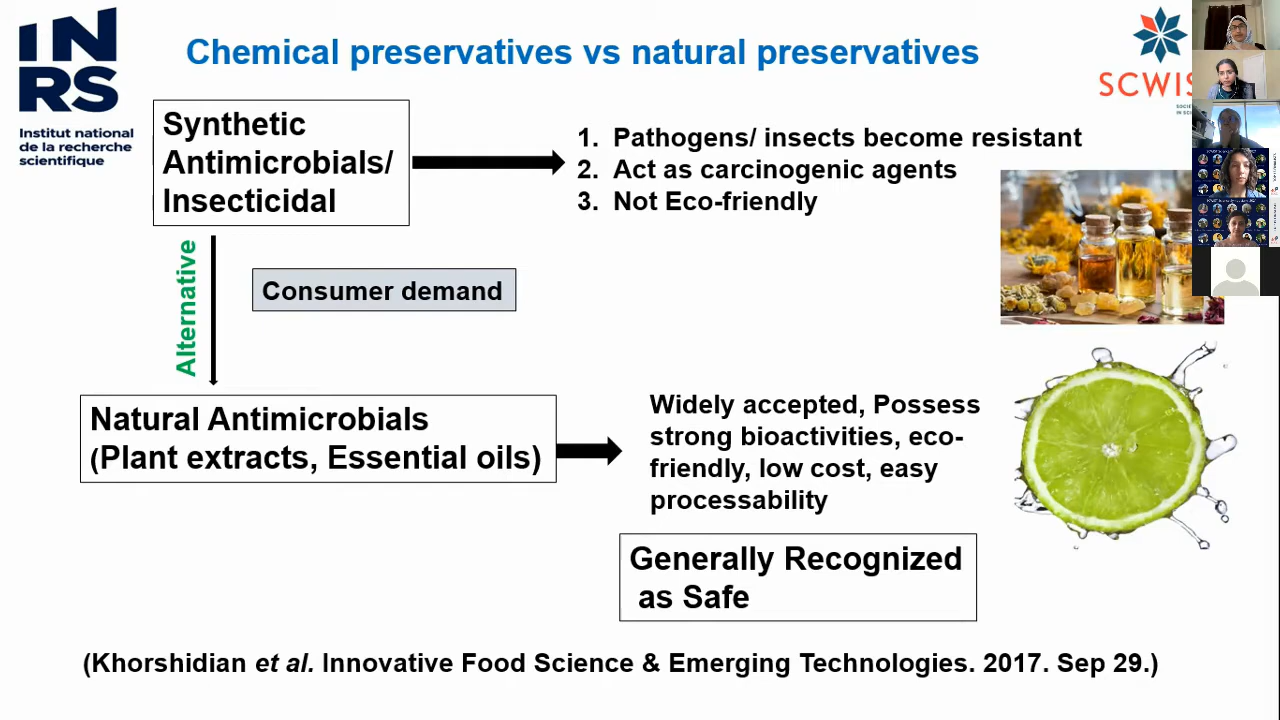 INRS
Institut national
de la recherche
scientifique
Chemical preservatives vs natural preservatives
SCWIS
Synthetic
Antimicrobials/
Insecticidal
1. Pathogens/ insects become resistant
2. Act as carcinogenic agents
3. Not Eco-friendly
Alternative
Consumer demand
Natural Antimicrobials
(Plant extracts, Essential oils)
Widely accepted, Possess
strong bioactivities, eco-
friendly, low cost, easy
processability
Generally Recognized
as Safe
(Khorshidian et al. Innovative Food Science & Emerging Technologies. 2017. Sep 29.)